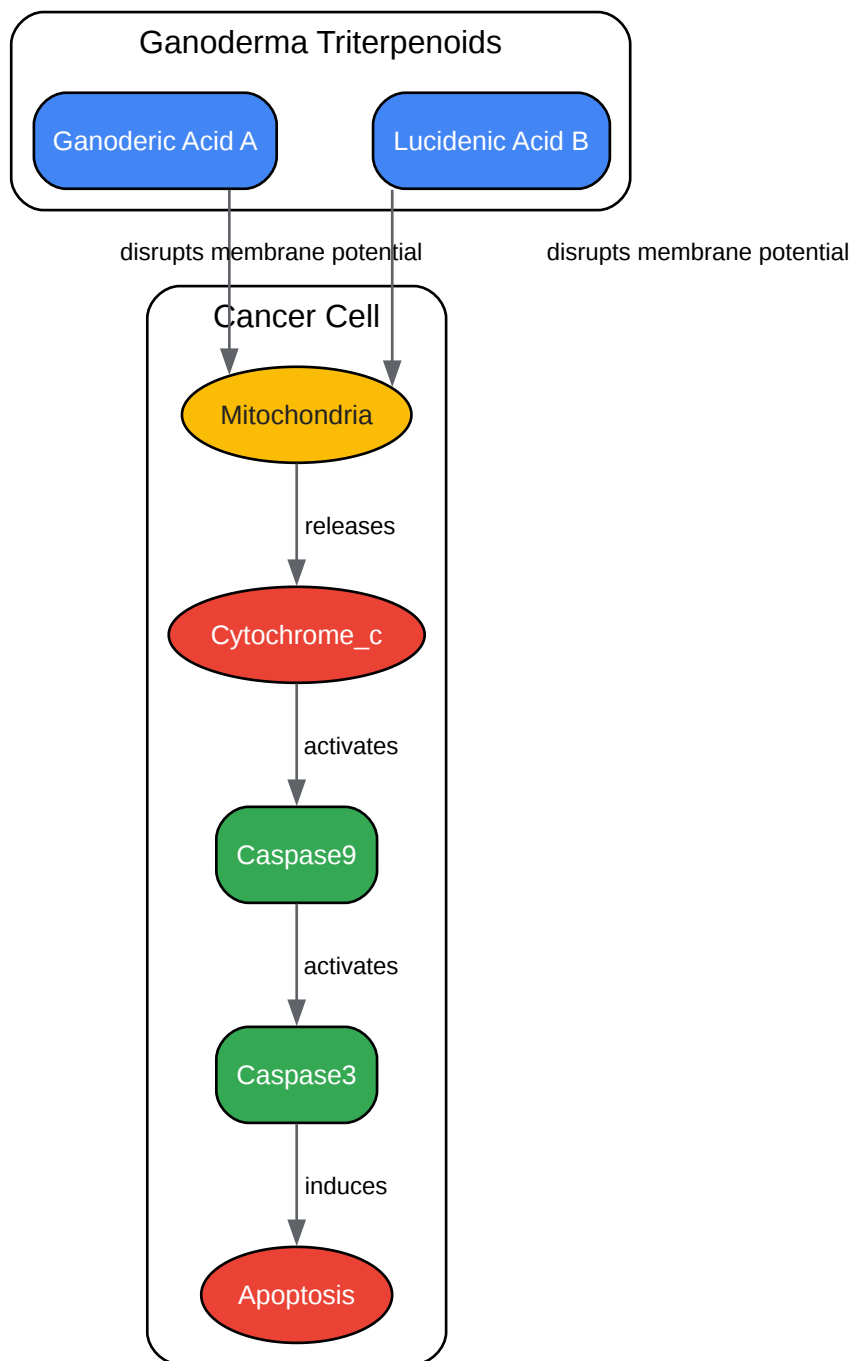 Ganoderma Triterpenoids
Ganoderic Acid A
Lucidenic Acid B
disrupts membrane potential
disrupts membrane potential
Cancer Cell
Mitochondria
releases
Cytochrome_c
activates
Caspase9
activates
Caspase3
induces
Apoptosis